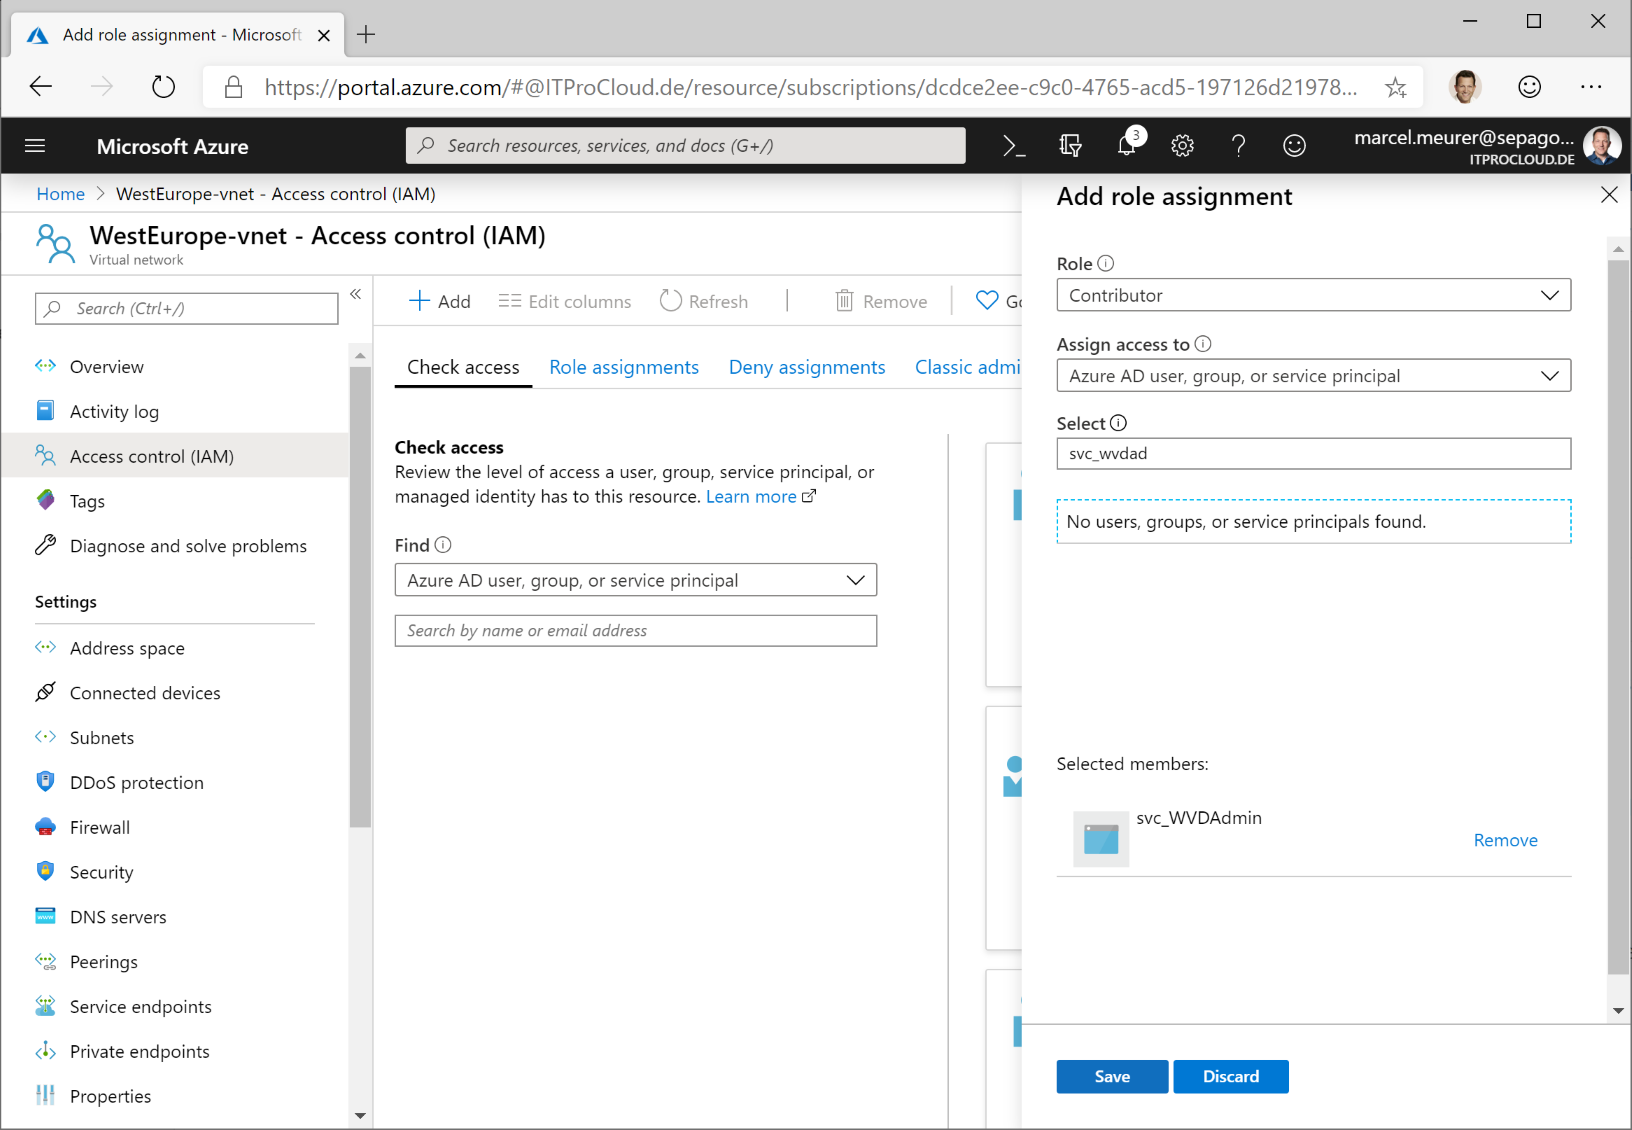 Add role assignment - Microsoft
https://portal.azure.com/#@ITProCloud.de/resource/subscriptions/dcdce2ee-c9c0-4765-acd5-197126d21978...
Microsoft Azure
Search resources, services, and docs (G+/)
3
marcel.meurer@sepago...
ITPROCLOUD.DE
Home > WestEurope-vnet - Access control (IAM)
WestEurope-vnet - Access control (IAM)
Virtual network
Search (Ctrl+/)
Overview
Activity log
Access control (IAM)
Tags
Diagnose and solve problems
Settings
Address space
Connected devices
Subnets
DDoS protection
Firewall
Security
DNS servers
Peerings
Service endpoints
Private endpoints
Properties
Add
Edit columns
Refresh
Remove
Check access
Role assignments
Deny assignments
Classic admi
Check access
Review the level of access a user, group, service principal, or
managed identity has to this resource. Learn more
Find
Azure AD user, group, or service principal
Search by name or email address
Add role assignment
Role
Contributor
Assign access to
Azure AD user, group, or service principal
Select
svc_wvdad
No users, groups, or service principals found.
Selected members:
svc_WVDAdmin
Remove
Save
Discard